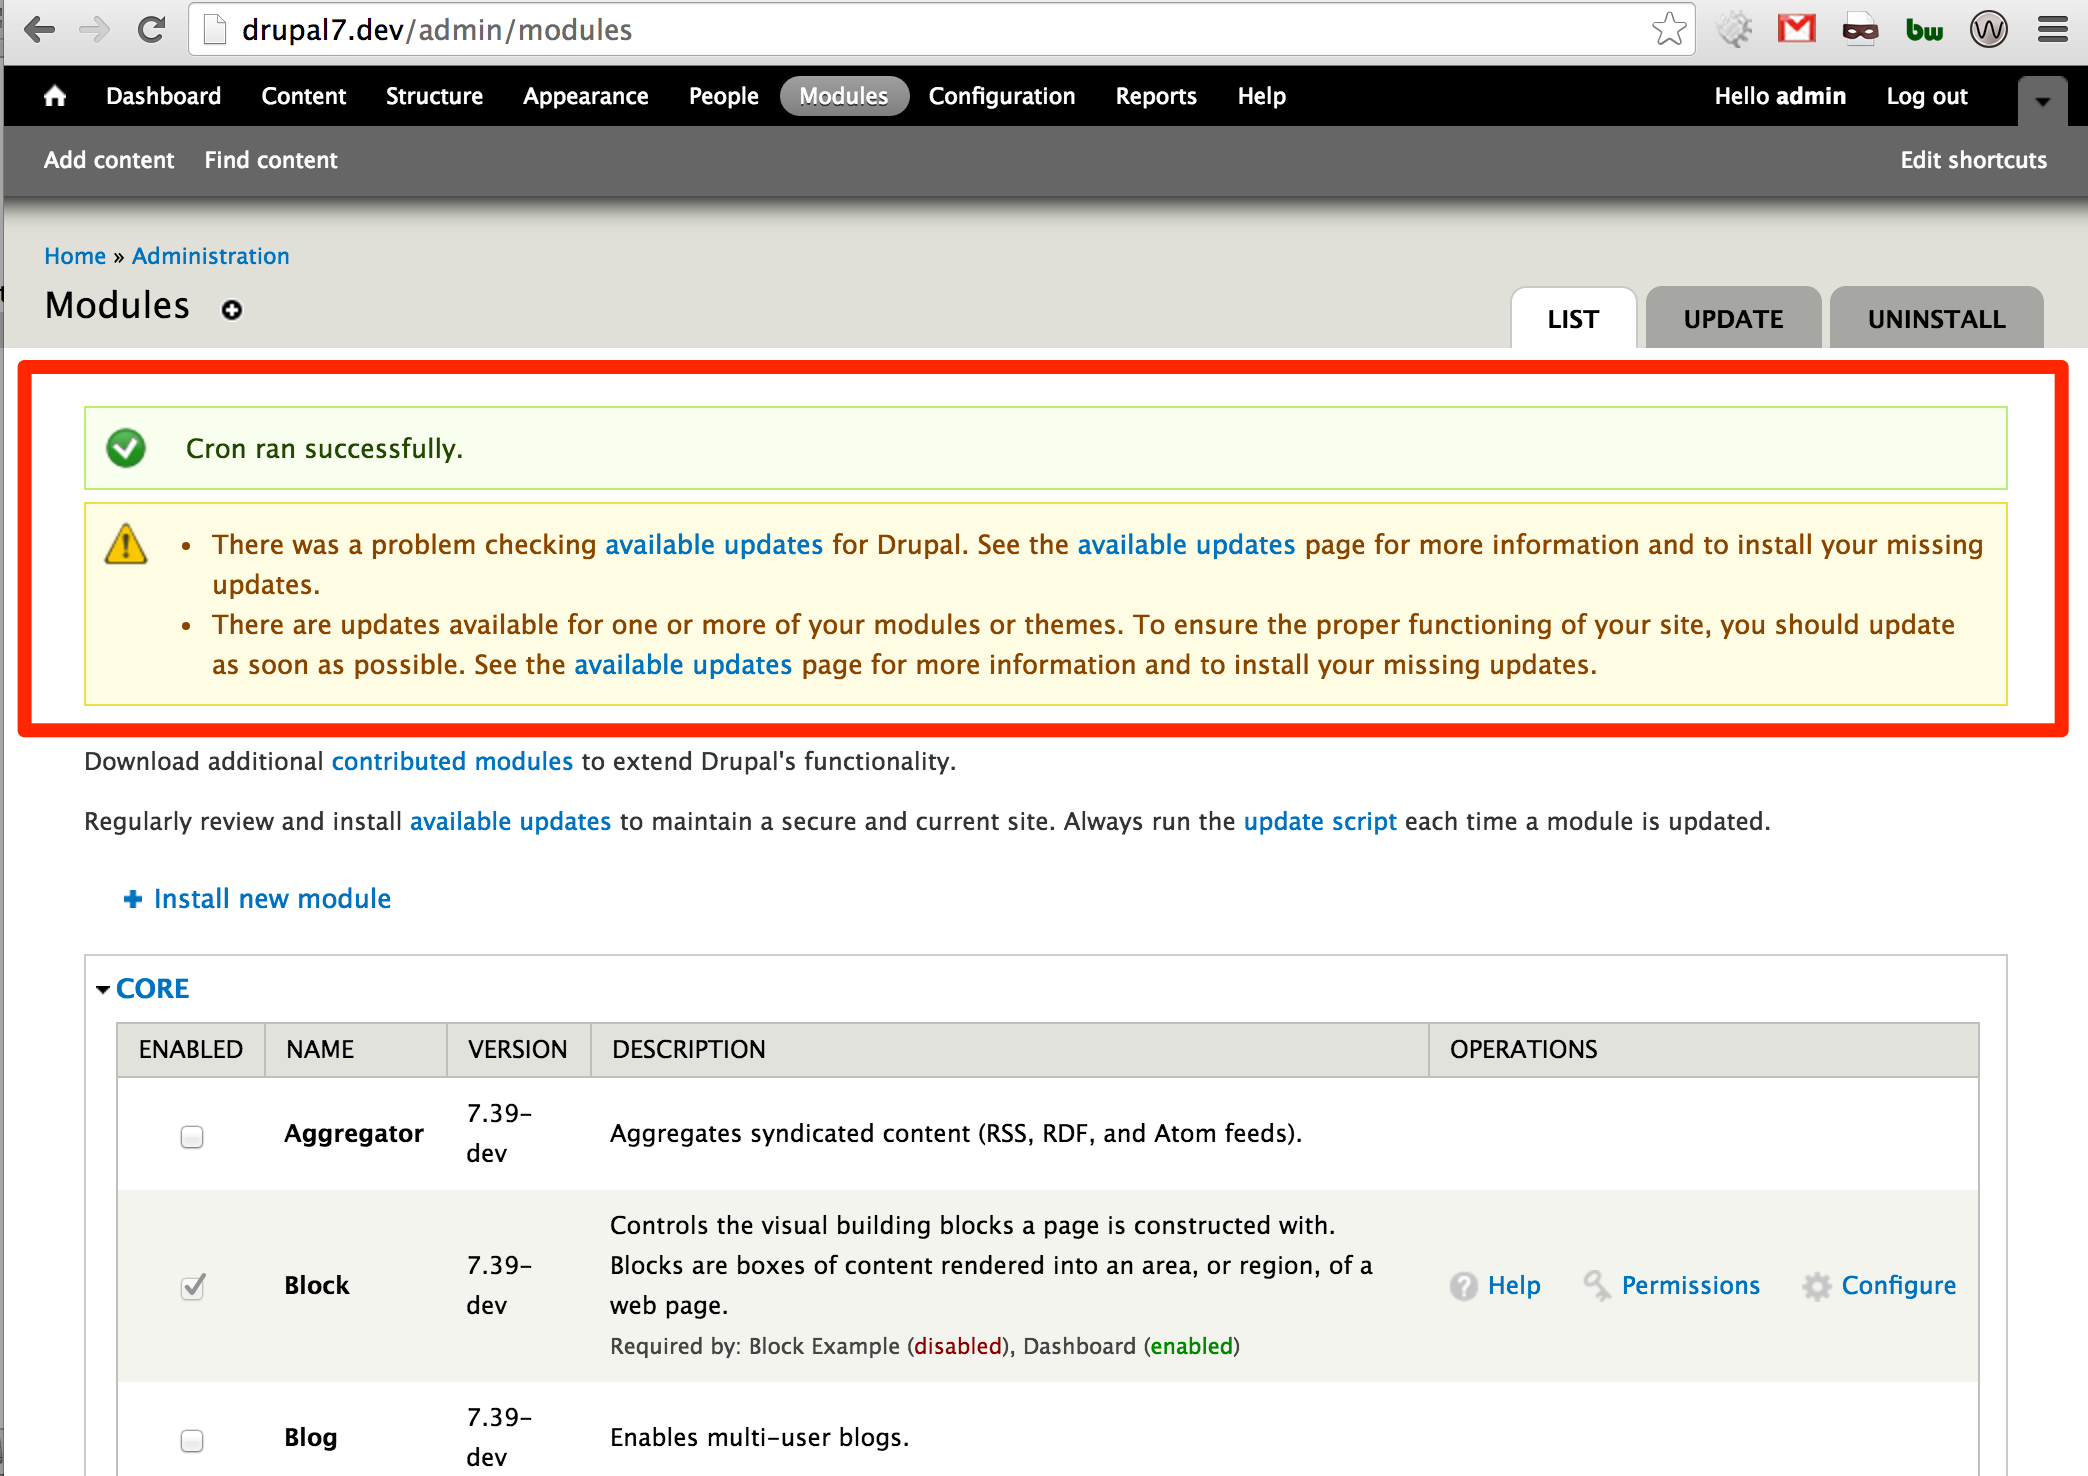 drupal7.dev/admin/modules
bw
W
Dashboard Content Structure Appearance People Modules Configuration Reports Help Hello admin Log out
Add content Find content Edit shortcuts
Home » Administration
Modules
LIST UPDATE UNINSTALL
Cron ran successfully.
• There was a problem checking available updates for Drupal. See the available updates page for more information and to install your missing
updates.
• There are updates available for one or more of your modules or themes. To ensure the proper functioning of your site, you should update
as soon as possible. See the available updates page for more information and to install your missing updates.
Download additional contributed modules to extend Drupal's functionality.
Regularly review and install available updates to maintain a secure and current site. Always run the update script each time a module is updated.
Install new module
CORE
ENABLED NAME VERSION DESCRIPTION OPERATIONS
Aggregator 7.39-
dev Aggregates syndicated content (RSS, RDF, and Atom feeds).
Block 7.39-
dev Controls the visual building blocks a page is constructed with.
Blocks are boxes of content rendered into an area, or region, of a
web page.
Required by: Block Example (disabled), Dashboard (enabled)
Help Permissions Configure
Blog 7.39-
dev Enables multi-user blogs.